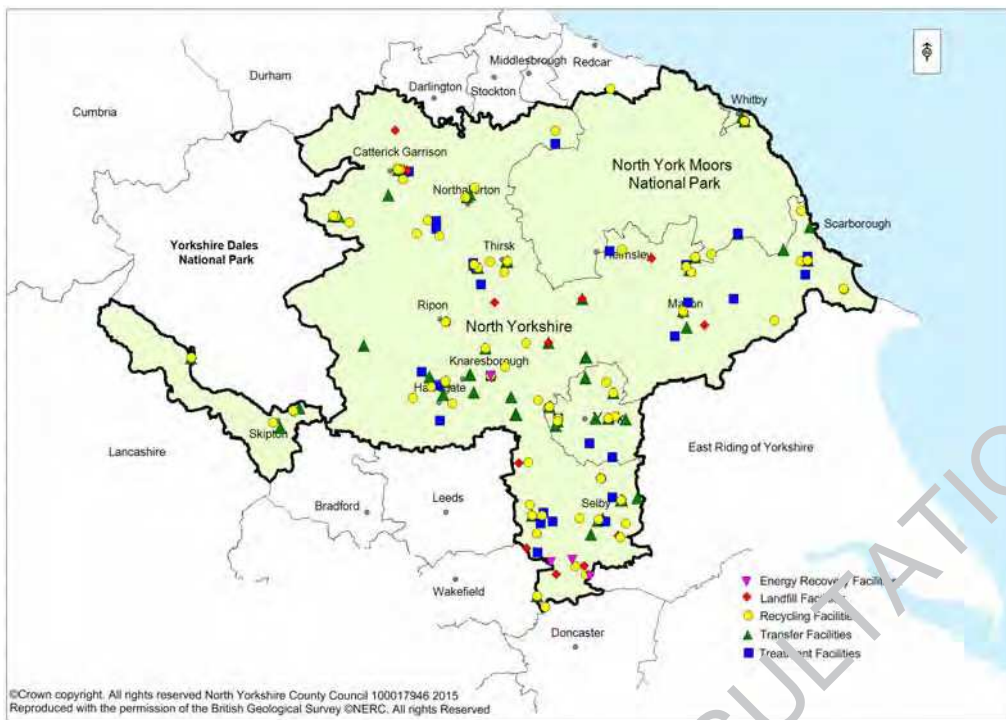 Redcar
Middlesbrough
Durham
Darlington
Stockton
Cumbria
Whitby
Catterick Garrison
North York Moors
National Park
Northallerton
Scarborough
Yorkshire Dales
National Park
Thirsk
Helmsley
Ripon
Malton
North Yorkshire
Knaresborough
Harrogate
York
Skipton
East Riding of Yorkshire
Lancashire
Bradford
Leeds
Selby
Wakefield
Doncaster
Energy Recovery Facilities
Landfill Facilities
Recycling Facilities
Transfer Facilities
Treatment Facilities
©Crown copyright. All rights reserved North Yorkshire County Council 100017946 2015
Reproduced with the permission of the British Geological Survey ©NERC. All rights Reserved
SULTATIO